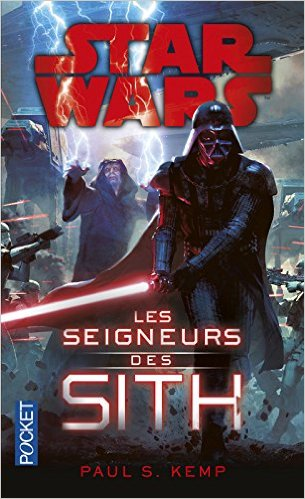 STAR
WARS
LES
SEIGNEURS
DES
SITH
PAUL S. KEMP
POCKET